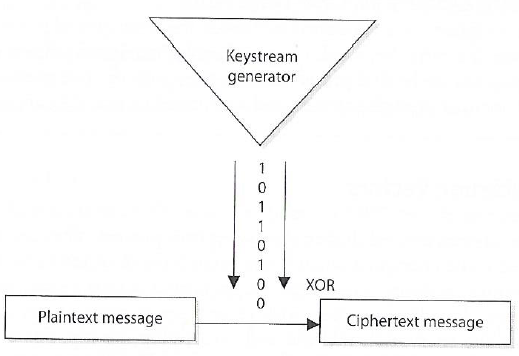 Keystream
generator
1
0
1
1
0
1
0
0
XOR
Plaintext message
Ciphertext message